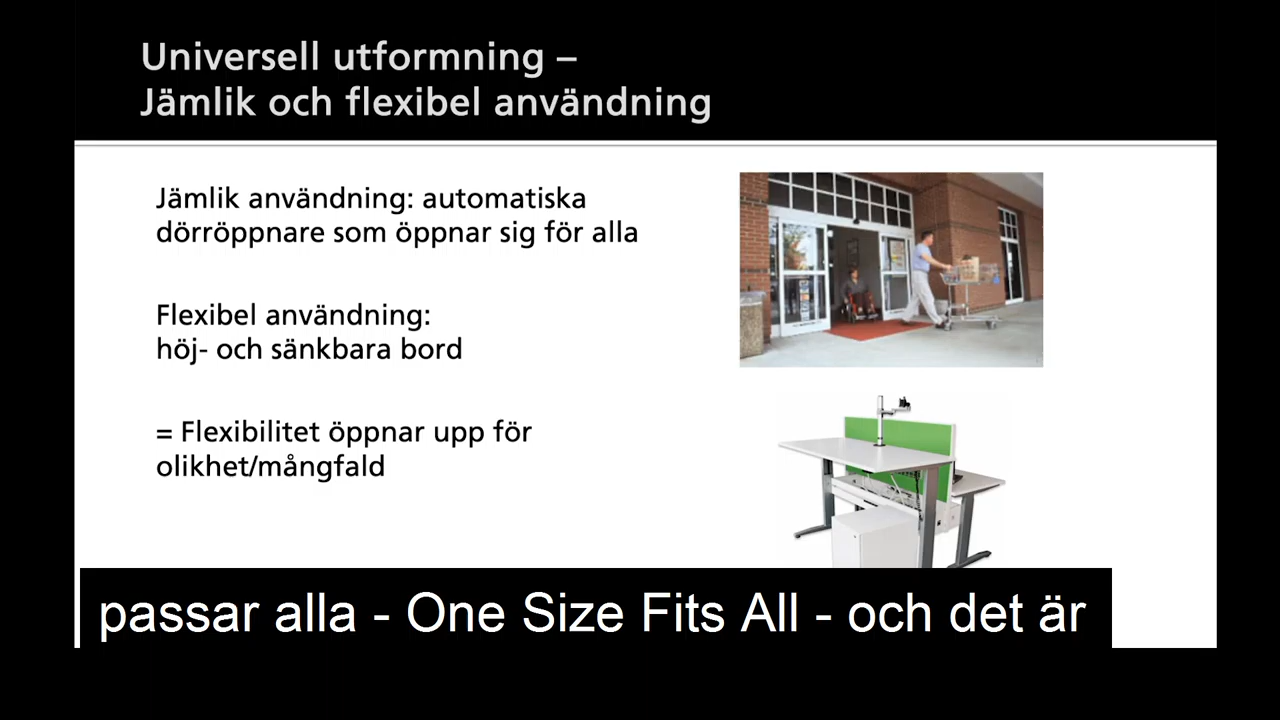 Universell utformning –
Jämlik och flexibel användning
Jämlik användning: automatiska
dörröppnare som öppnar sig för alla
Flexibel användning:
höj- och sänkbara bord
= Flexibilitet öppnar upp för
olikhet/mångfald
passar alla - One Size Fits All - och det är